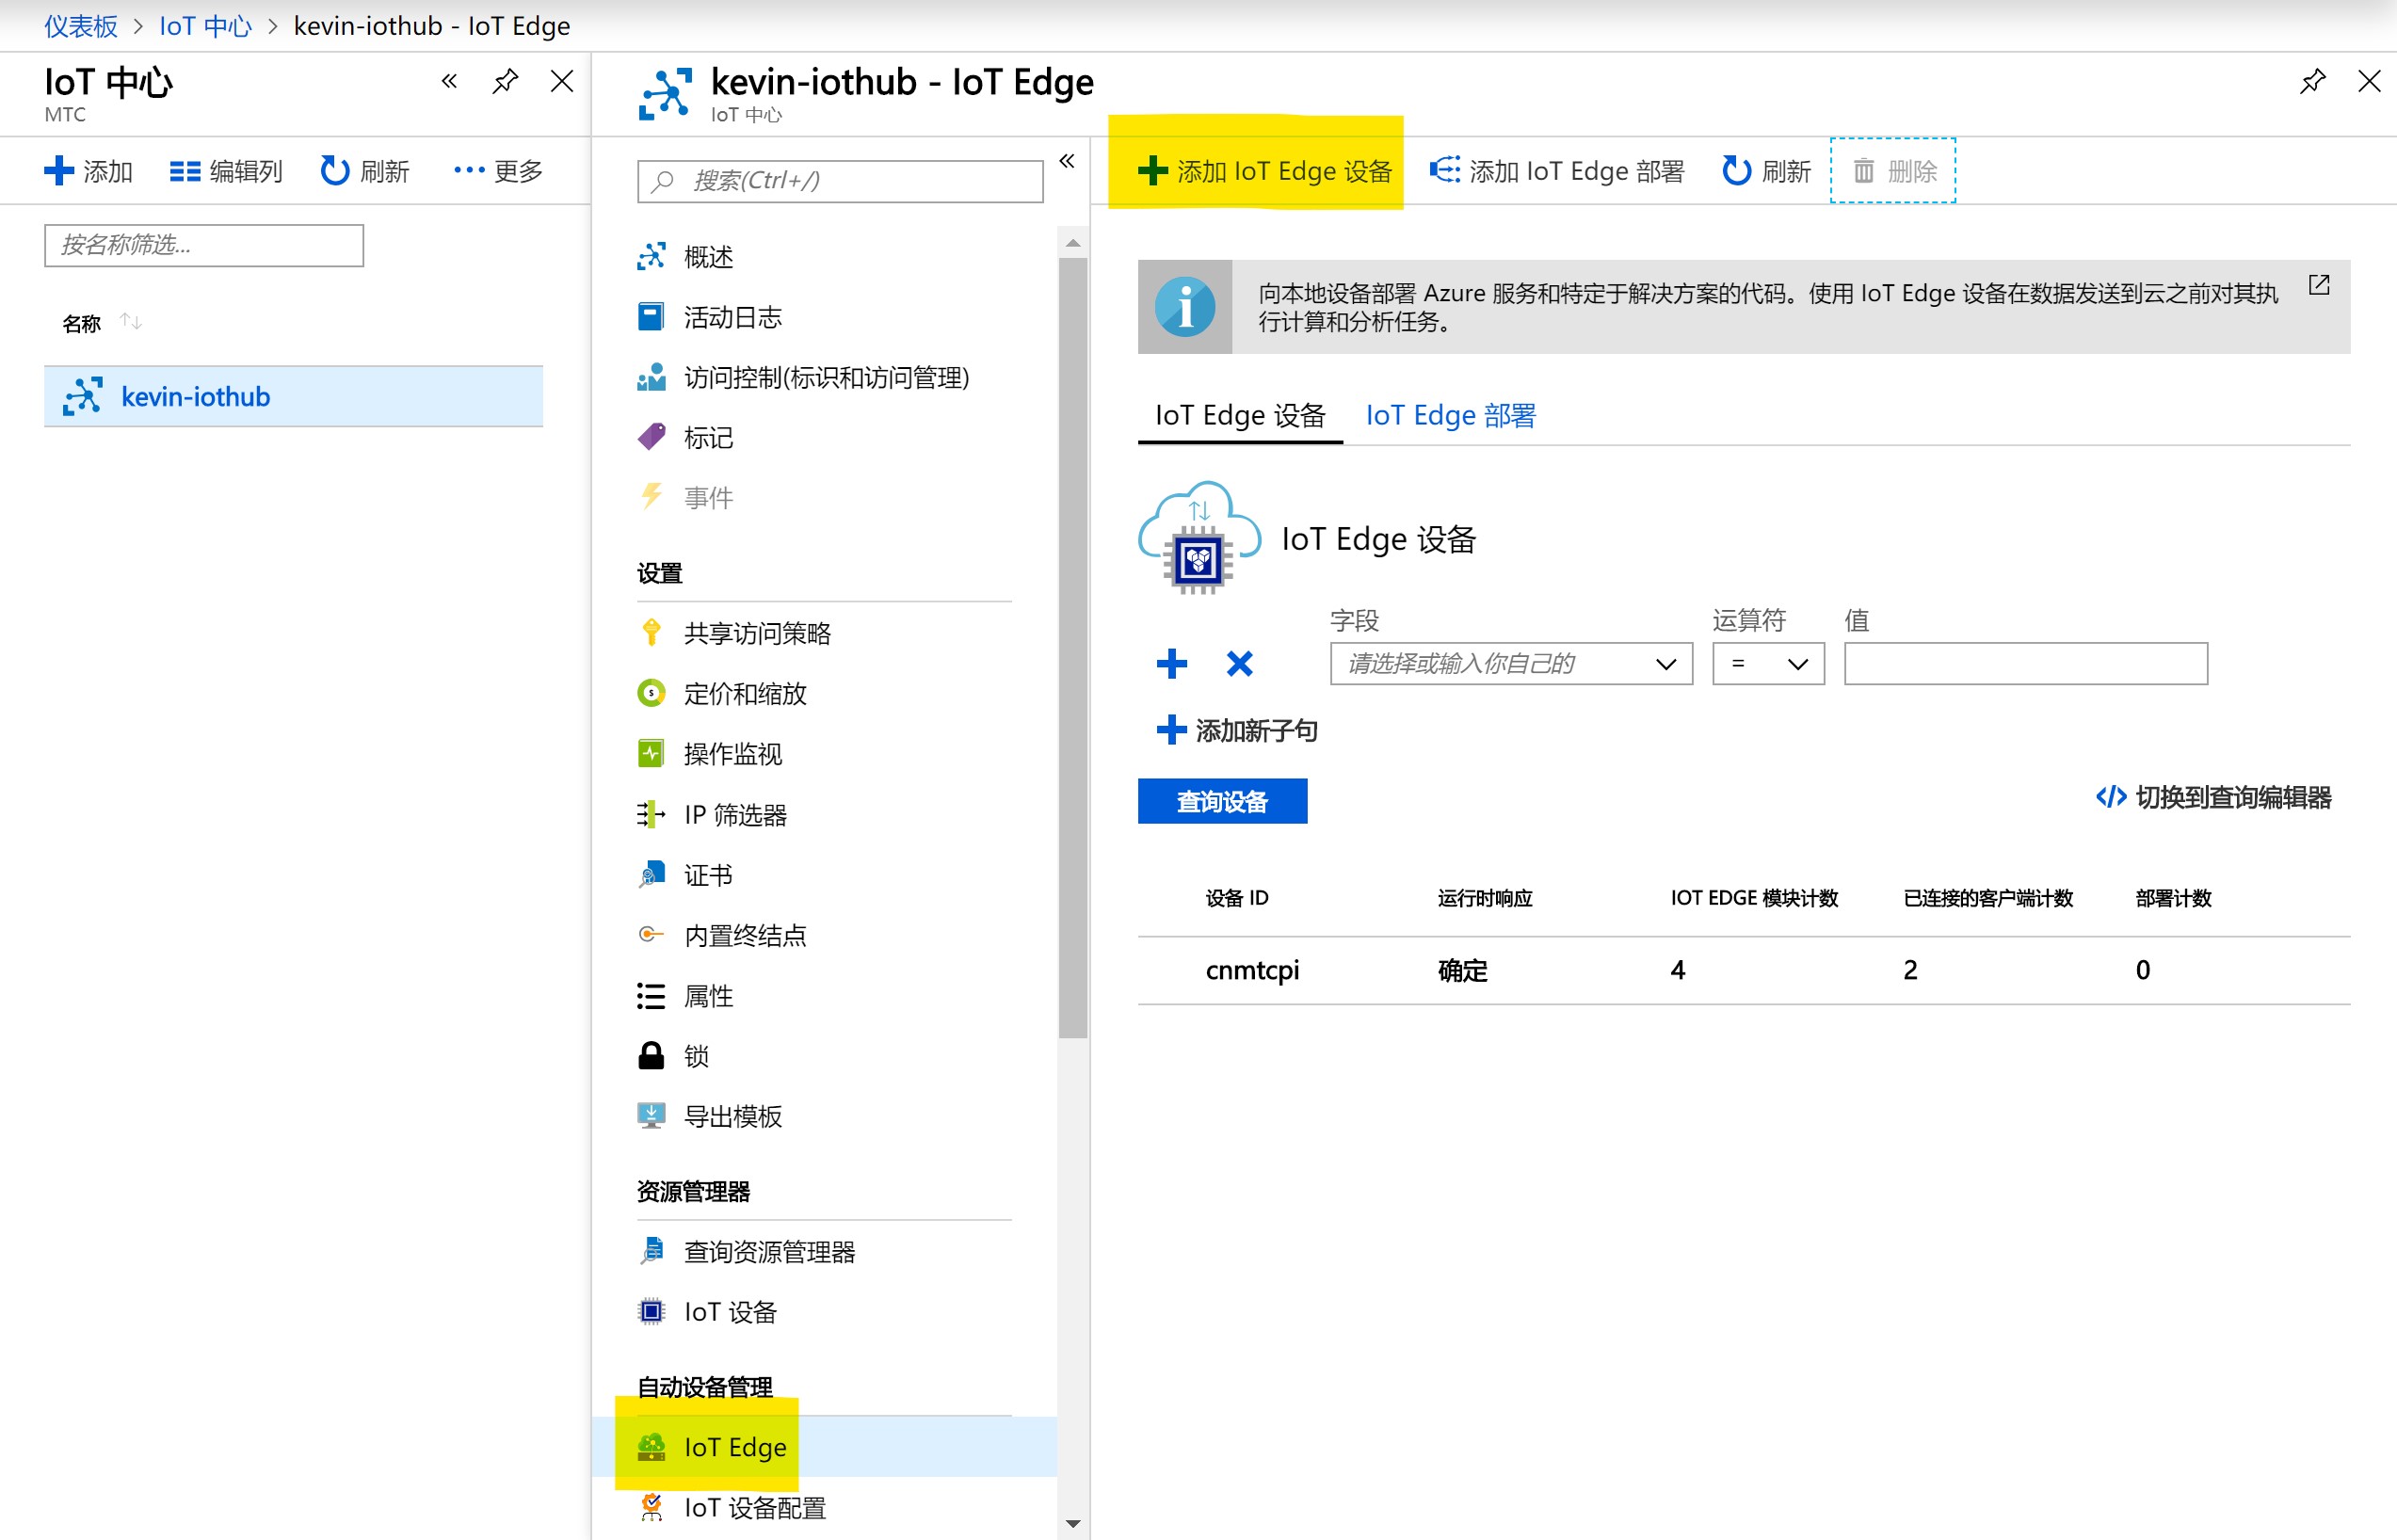 仪表板 > IoT 中心 > kevin-iothub - IoT Edge
IoT 中心
MTC
添加
编辑列
刷新
更多
按名称筛选...
名称
kevin-iothub
kevin-iothub - IoT Edge
IoT 中心
搜索(Ctrl+/)
概述
活动日志
访问控制(标识和访问管理)
标记
事件
设置
共享访问策略
定价和缩放
操作监视
IP 筛选器
证书
内置终结点
属性
锁
导出模板
资源管理器
查询资源管理器
IoT 设备
自动设备管理
IoT Edge
IoT 设备配置
添加 IoT Edge 设备
添加 IoT Edge 部署
刷新
删除
向本地设备部署 Azure 服务和特定于解决方案的代码。使用 IoT Edge 设备在数据发送到云之前对其执
行计算和分析任务。
IoT Edge 设备
IoT Edge 部署
IoT Edge 设备
字段
运算符
值
请选择或输入你自己的
=
添加新子句
查询设备
切换到查询编辑器
设备 ID
运行时响应
IOT EDGE 模块计数
已连接的客户端计数
部署计数
cnmtcpi
确定
4
2
0